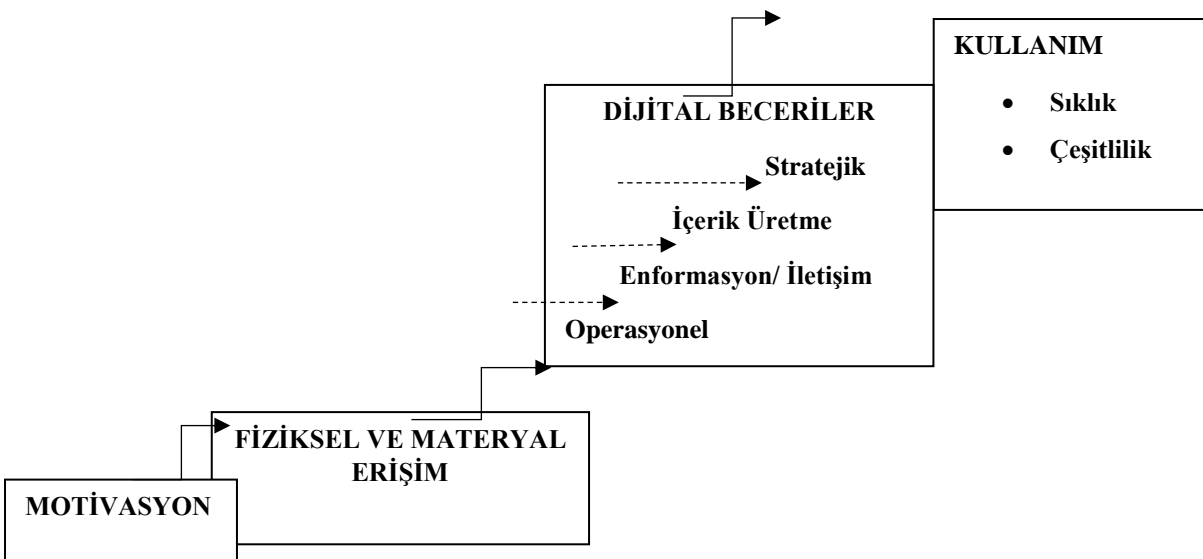 KULLANIM
• Sıklık
• Çeşitlilik
DİJİTAL BECERİLER
Stratejik
İçerik Üretme
Enformasyon/ İletişim
Operasyonel
FİZİKSEL VE MATERYAL
ERİŞİM
MOTİVASYON